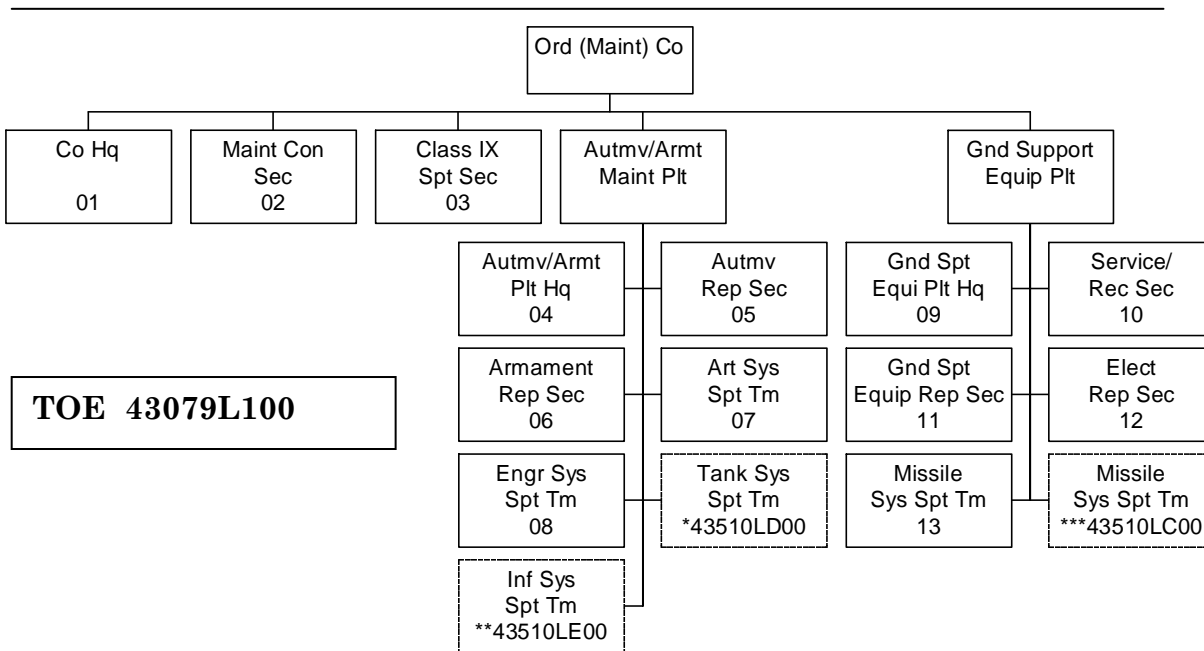 Ord (Maint) Co
Co Hq
01
Maint Con
Sec
02
Class IX
Spt Sec
03
Autmv/Armt
Maint Plt
Gnd Support
Equip Plt
Autmv/Armt
Plt Hq
04
Autmv
Rep Sec
05
Gnd Spt
Equi Plt Hq
09
Service/
Rec Sec
10
Armament
Rep Sec
06
Art Sys
Spt Tm
07
Gnd Spt
Equip Rep Sec
11
Elect
Rep Sec
12
TOE 43079L100
Engr Sys
Spt Tm
08
Tank Sys
Spt Tm
*43510LD00
Missile
Sys Spt Tm
13
Missile
Sys Spt Tm
***43510LC00
Inf Sys
Spt Tm
**43510LE00